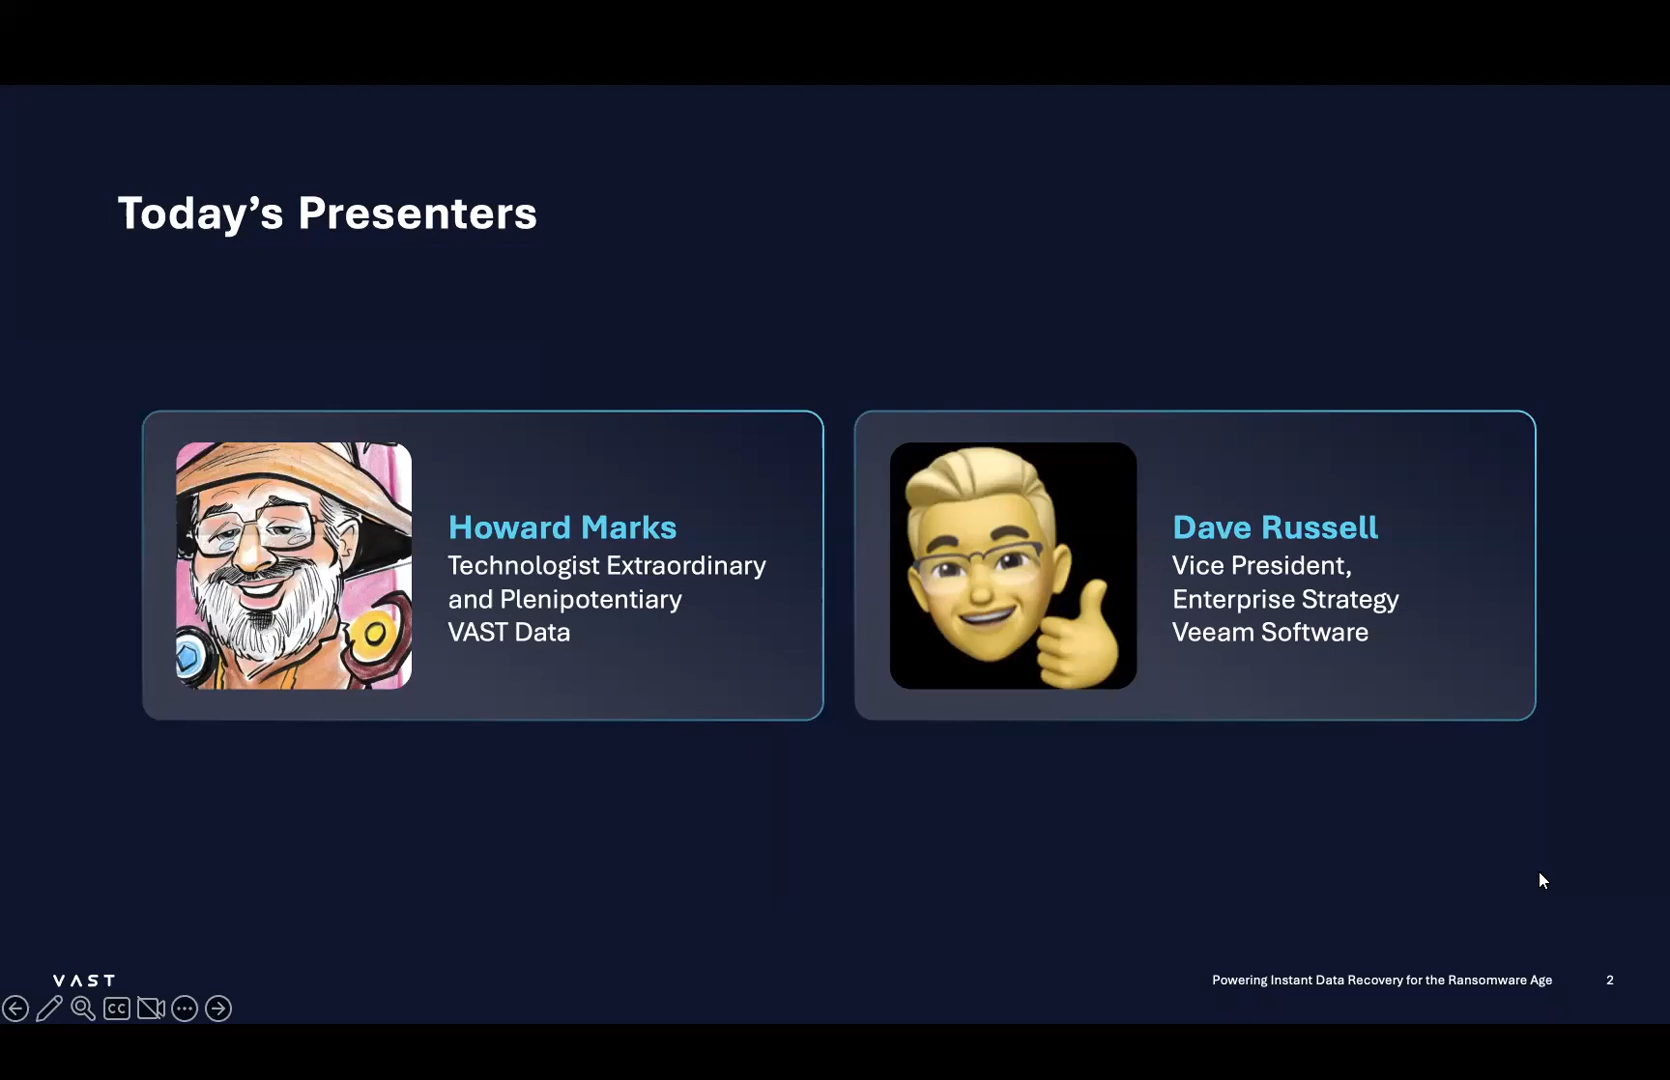 Today’s Presenters
Howard Marks
Technologist Extraordinary
and Plenipotentiary
VAST Data
Dave Russell
Vice President,
Enterprise Strategy
Veeam Software
VAST
Powering Instant Data Recovery for the Ransomware Age
2
CC